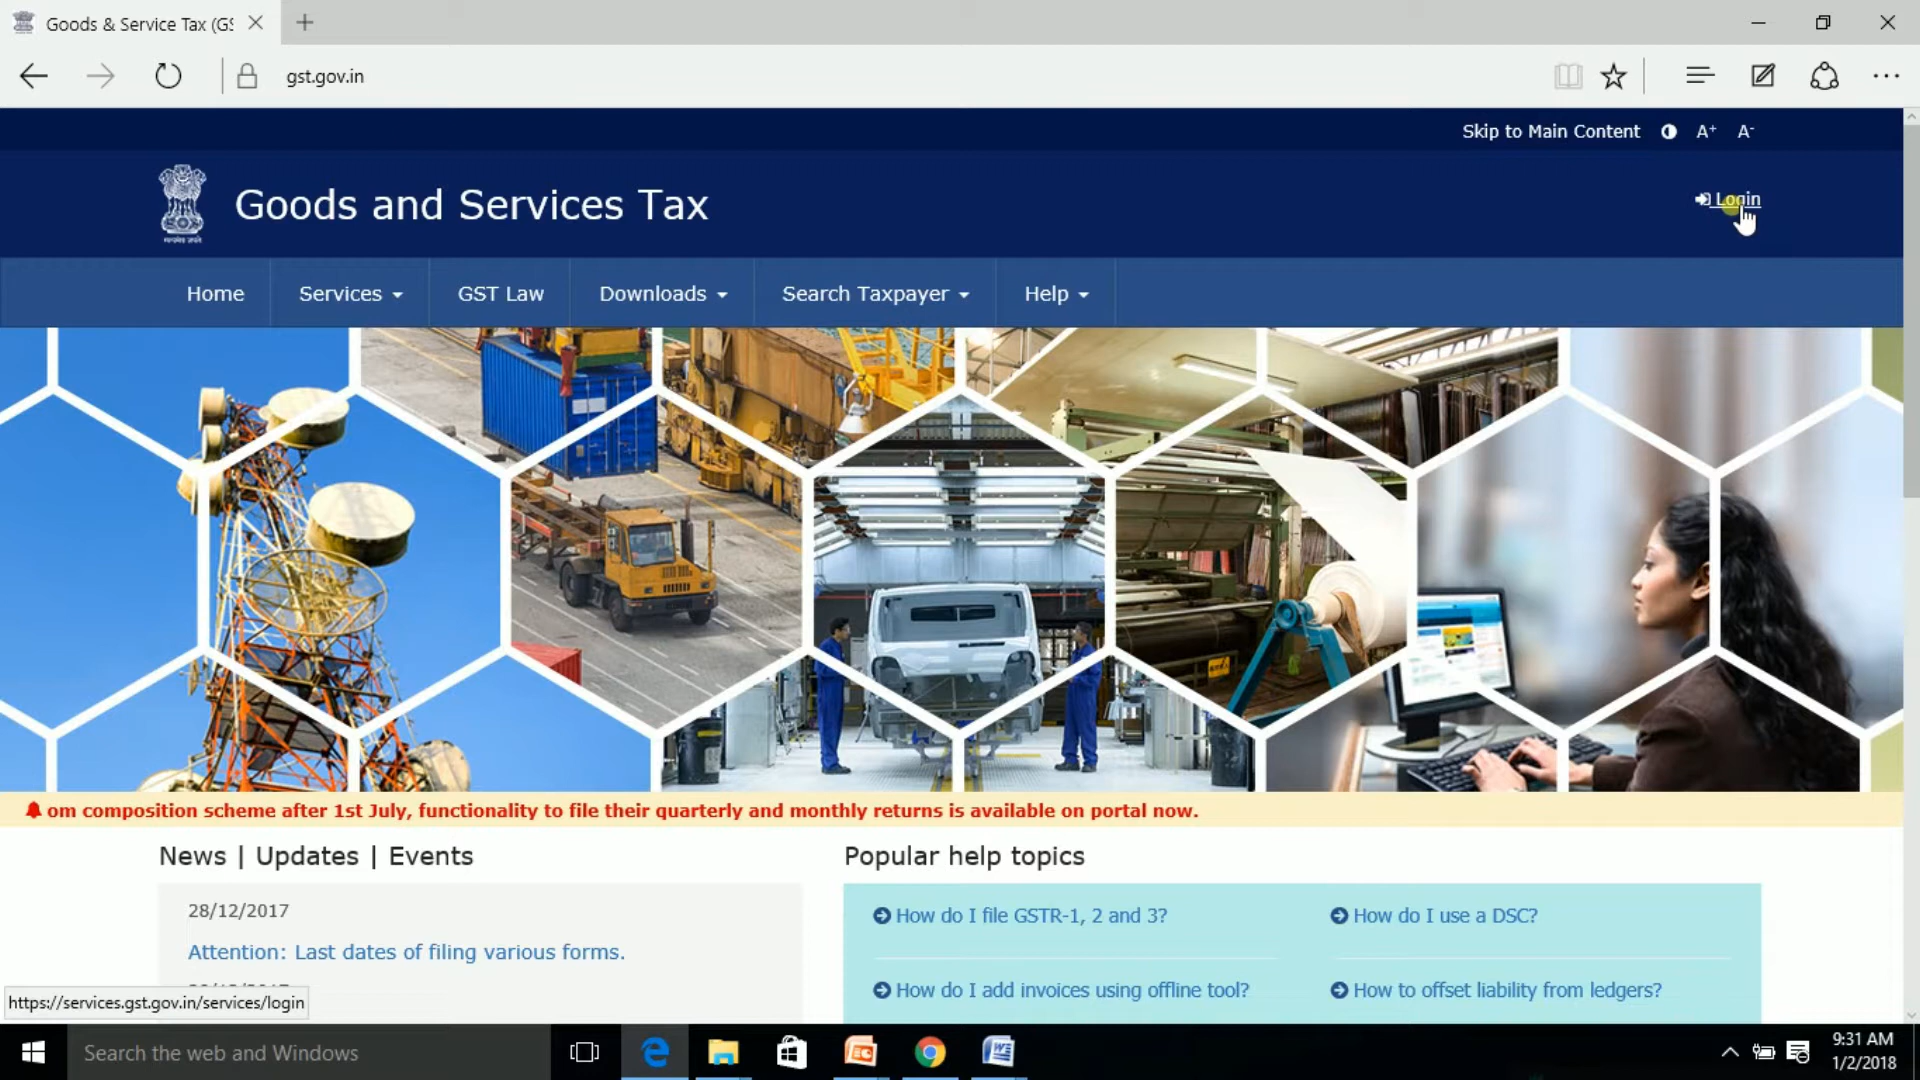 Goods & Service Tax (GS
gst.gov.in
Skip to Main Content A+ A-
सत्यमेव जयते
Goods and Services Tax
Login
Home Services GST Law Downloads Search Taxpayer Help
om composition scheme after 1st July, functionality to file their quarterly and monthly returns is available on portal now.
News | Updates | Events
28/12/2017
Attention: Last dates of filing various forms.
Popular help topics
How do I file GSTR-1, 2 and 3? How do I use a DSC?
How do I add invoices using offline tool? How to offset liability from ledgers?
https://services.gst.gov.in/services/login
Search the web and Windows
9:31 AM
1/2/2018